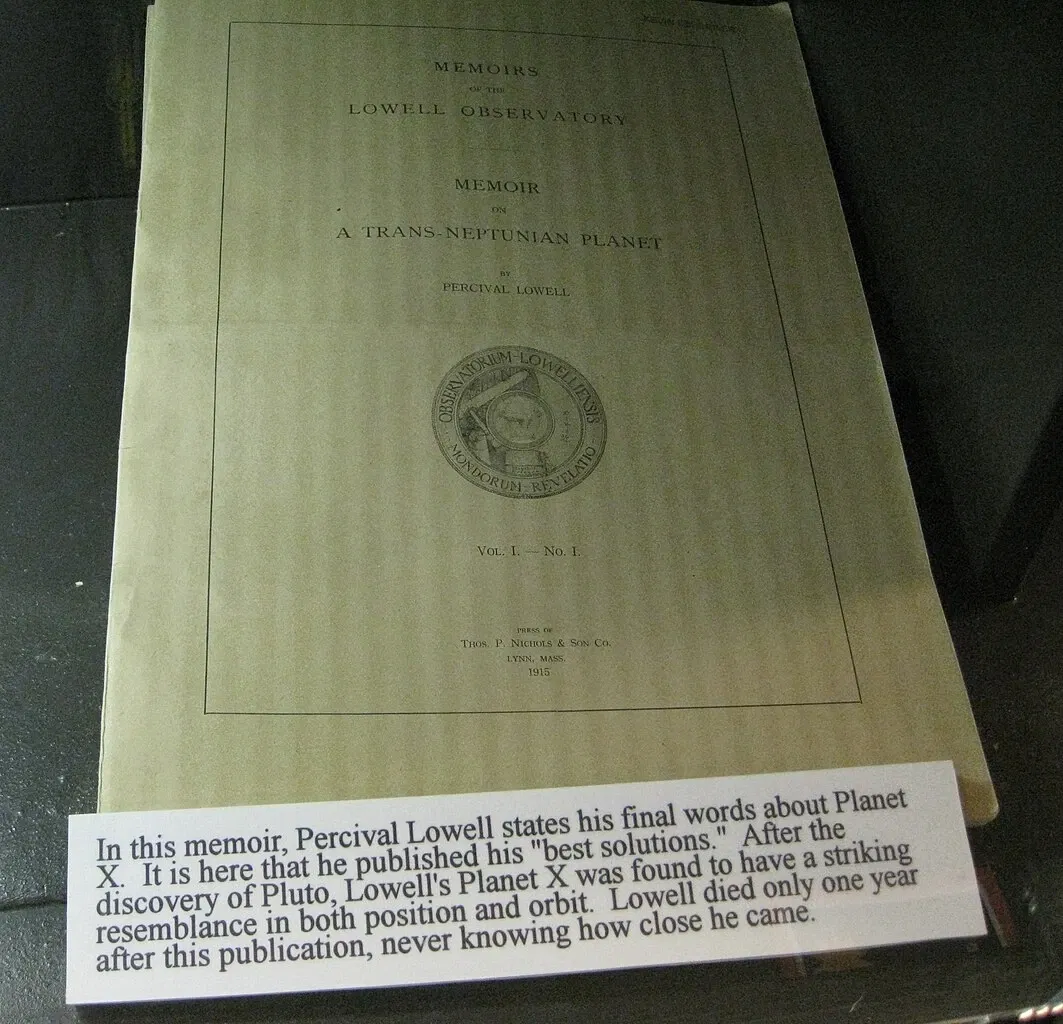 MEMOIRS
OF THE
LOWELL OBSERVATORY
MEMOIR
ON
A TRANS-NEPTUNIAN PLANET
BY
PERCIVAL LOWELL
OBSERVATORIUM-LOWELLIENSIS
MONDORUM REVELATIO
VOL. I. — NO. I.
PRESS OF
THOS. P. NICHOLS & SON CO.
LYNN, MASS.
1915
In this memoir, Percival Lowell states his final words about Planet
X. It is here that he published his "best solutions." After the
discovery of Pluto, Lowell's Planet X was found to have a striking
resemblance in both position and orbit. Lowell died only one year
after this publication, never knowing how close he came.